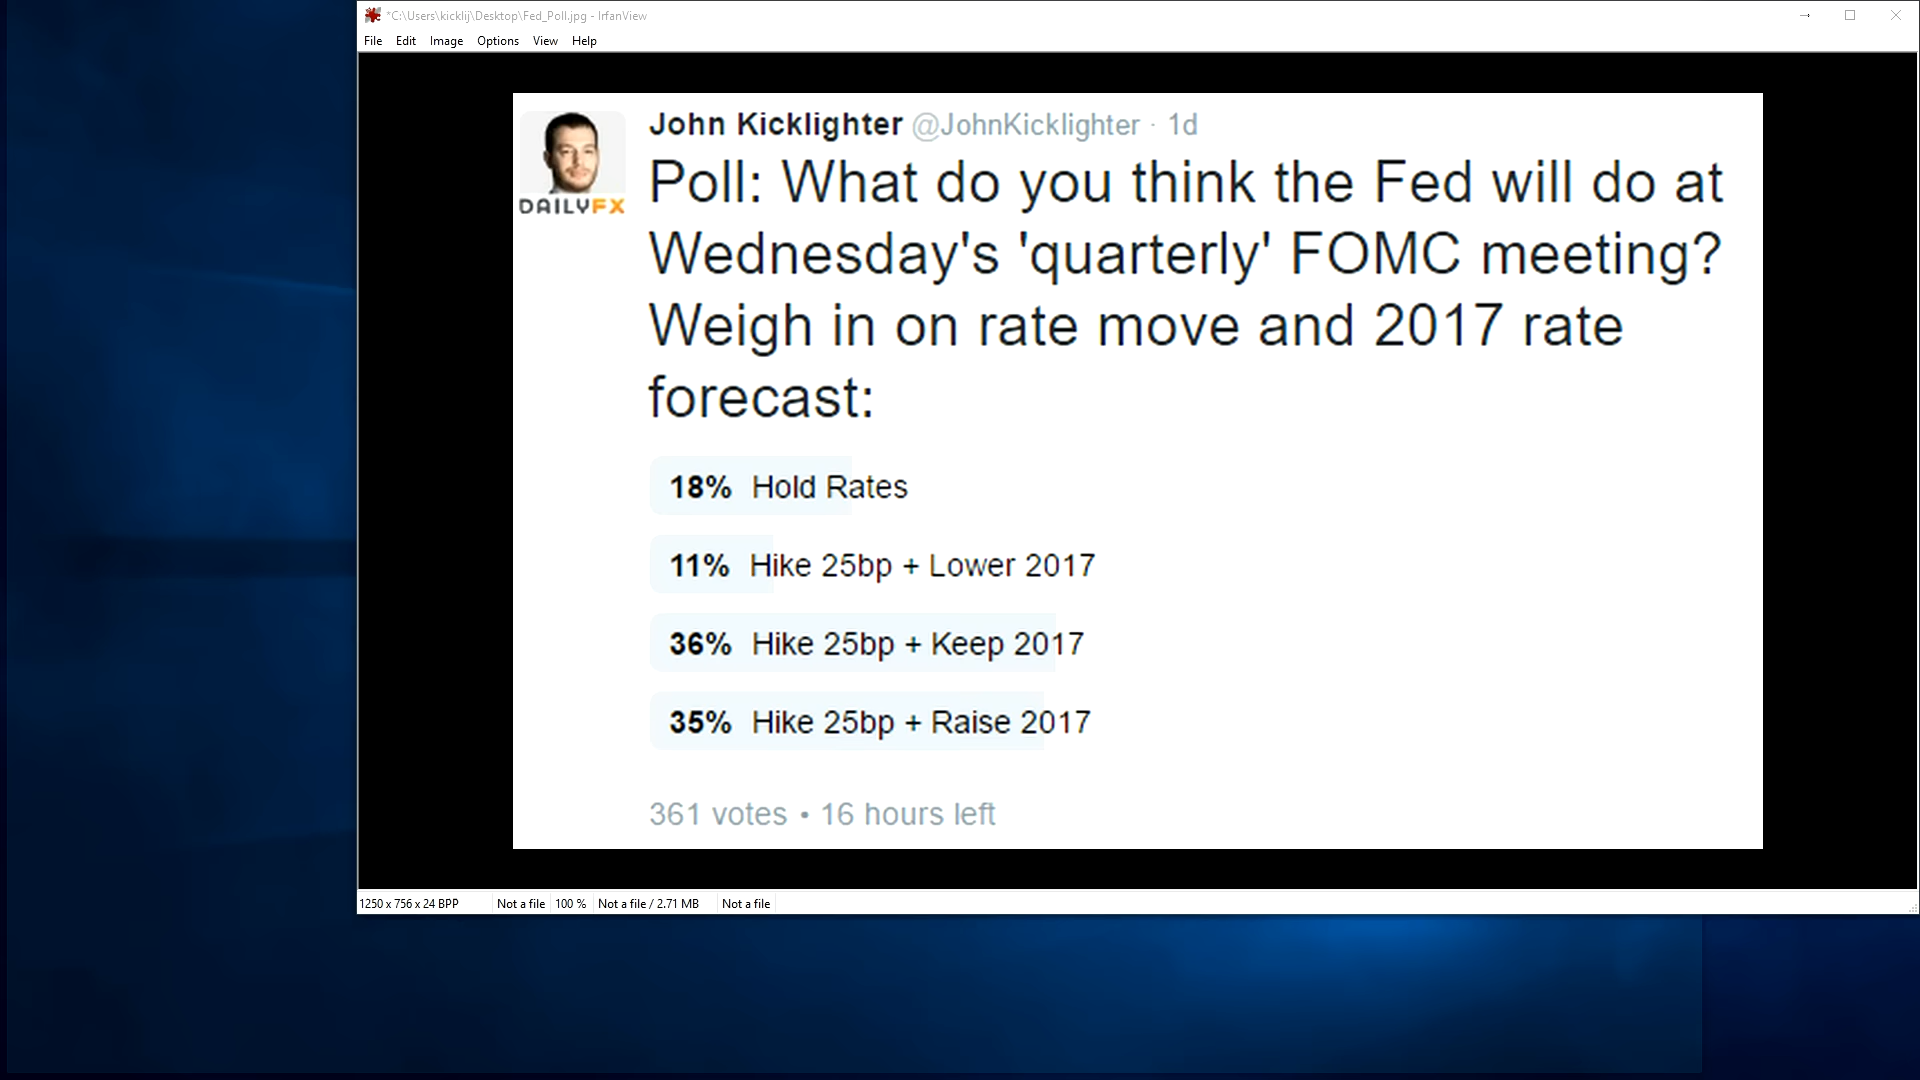 *C:\Users\kicklij\Desktop\Fed_Poll.jpg - IrfanView
File Edit Image Options View Help
John Kicklighter @JohnKicklighter · 1d
DAILYFX
Poll: What do you think the Fed will do at
Wednesday's 'quarterly' FOMC meeting?
Weigh in on rate move and 2017 rate
forecast:
18% Hold Rates
11% Hike 25bp + Lower 2017
36% Hike 25bp + Keep 2017
35% Hike 25bp + Raise 2017
361 votes • 16 hours left
1250 x 756 x 24 BPP Not a file 100 % Not a file / 2.71 MB Not a file